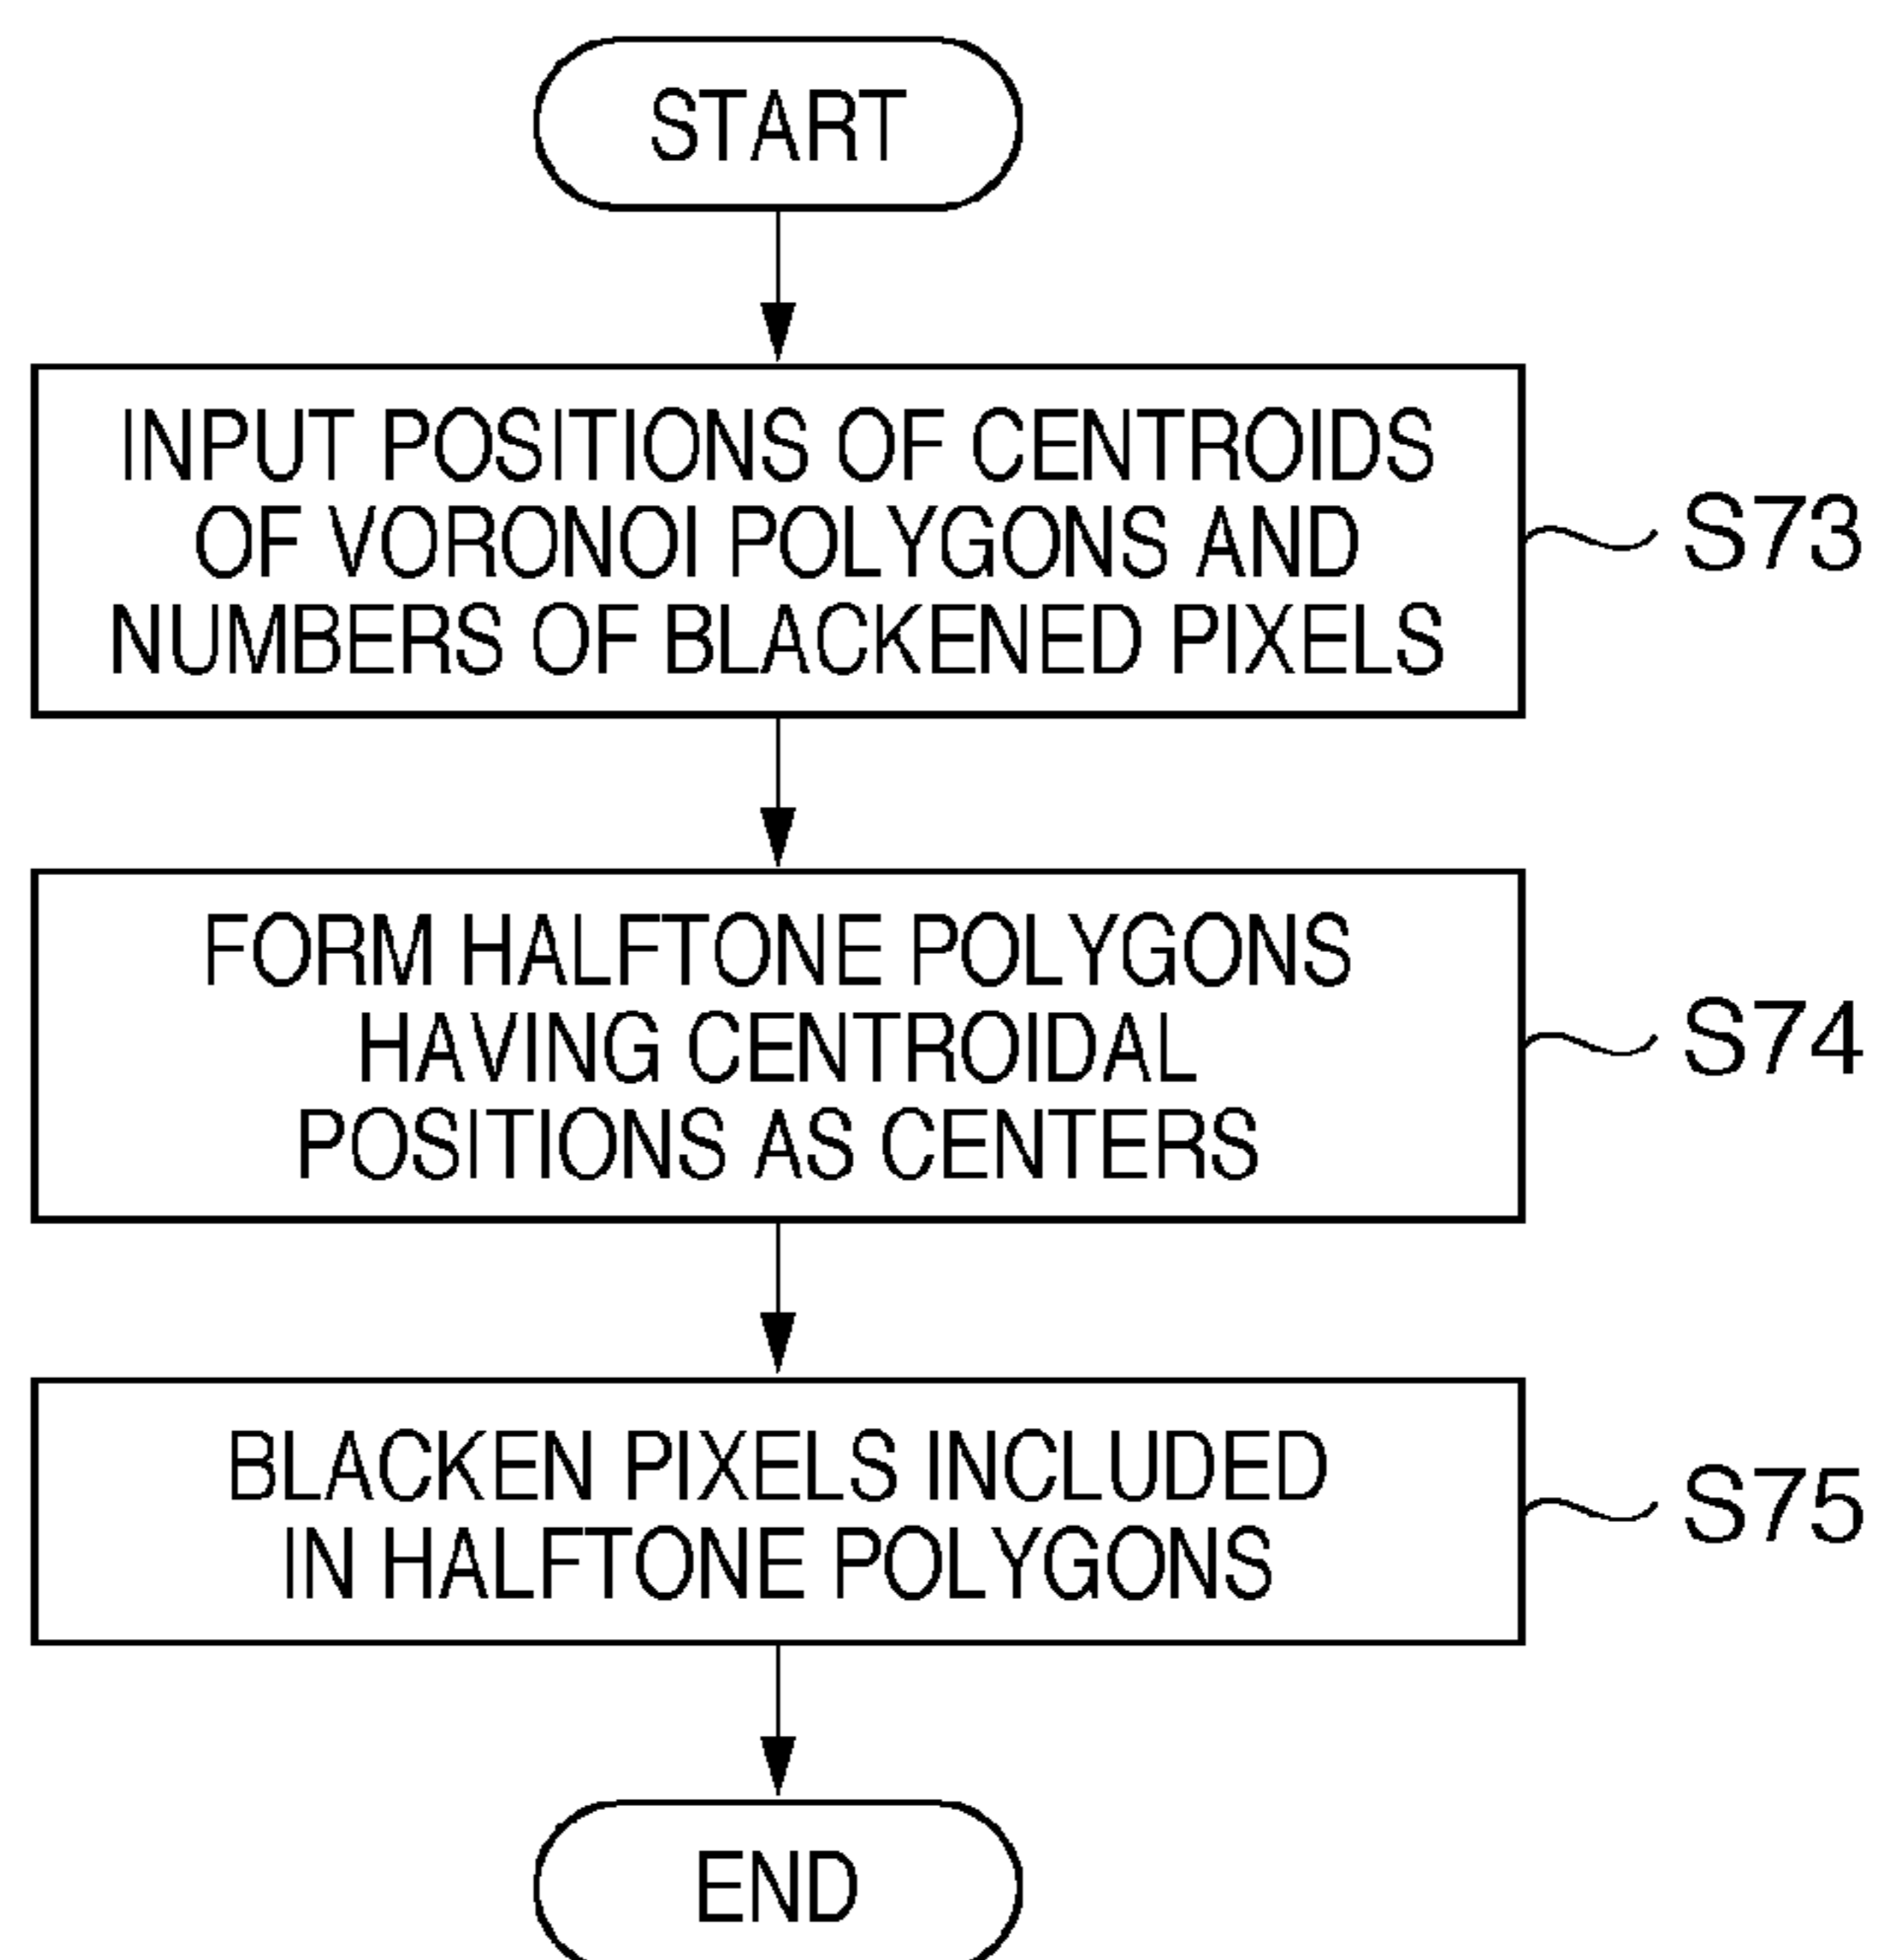 START
INPUT POSITIONS OF CENTROIDS
OF VORONOI POLYGONS AND
NUMBERS OF BLACKENED PIXELS
S73
FORM HALFTONE POLYGONS
HAVING CENTROIDAL
POSITIONS AS CENTERS
S74
BLACKEN PIXELS INCLUDED
IN HALFTONE POLYGONS
S75
END